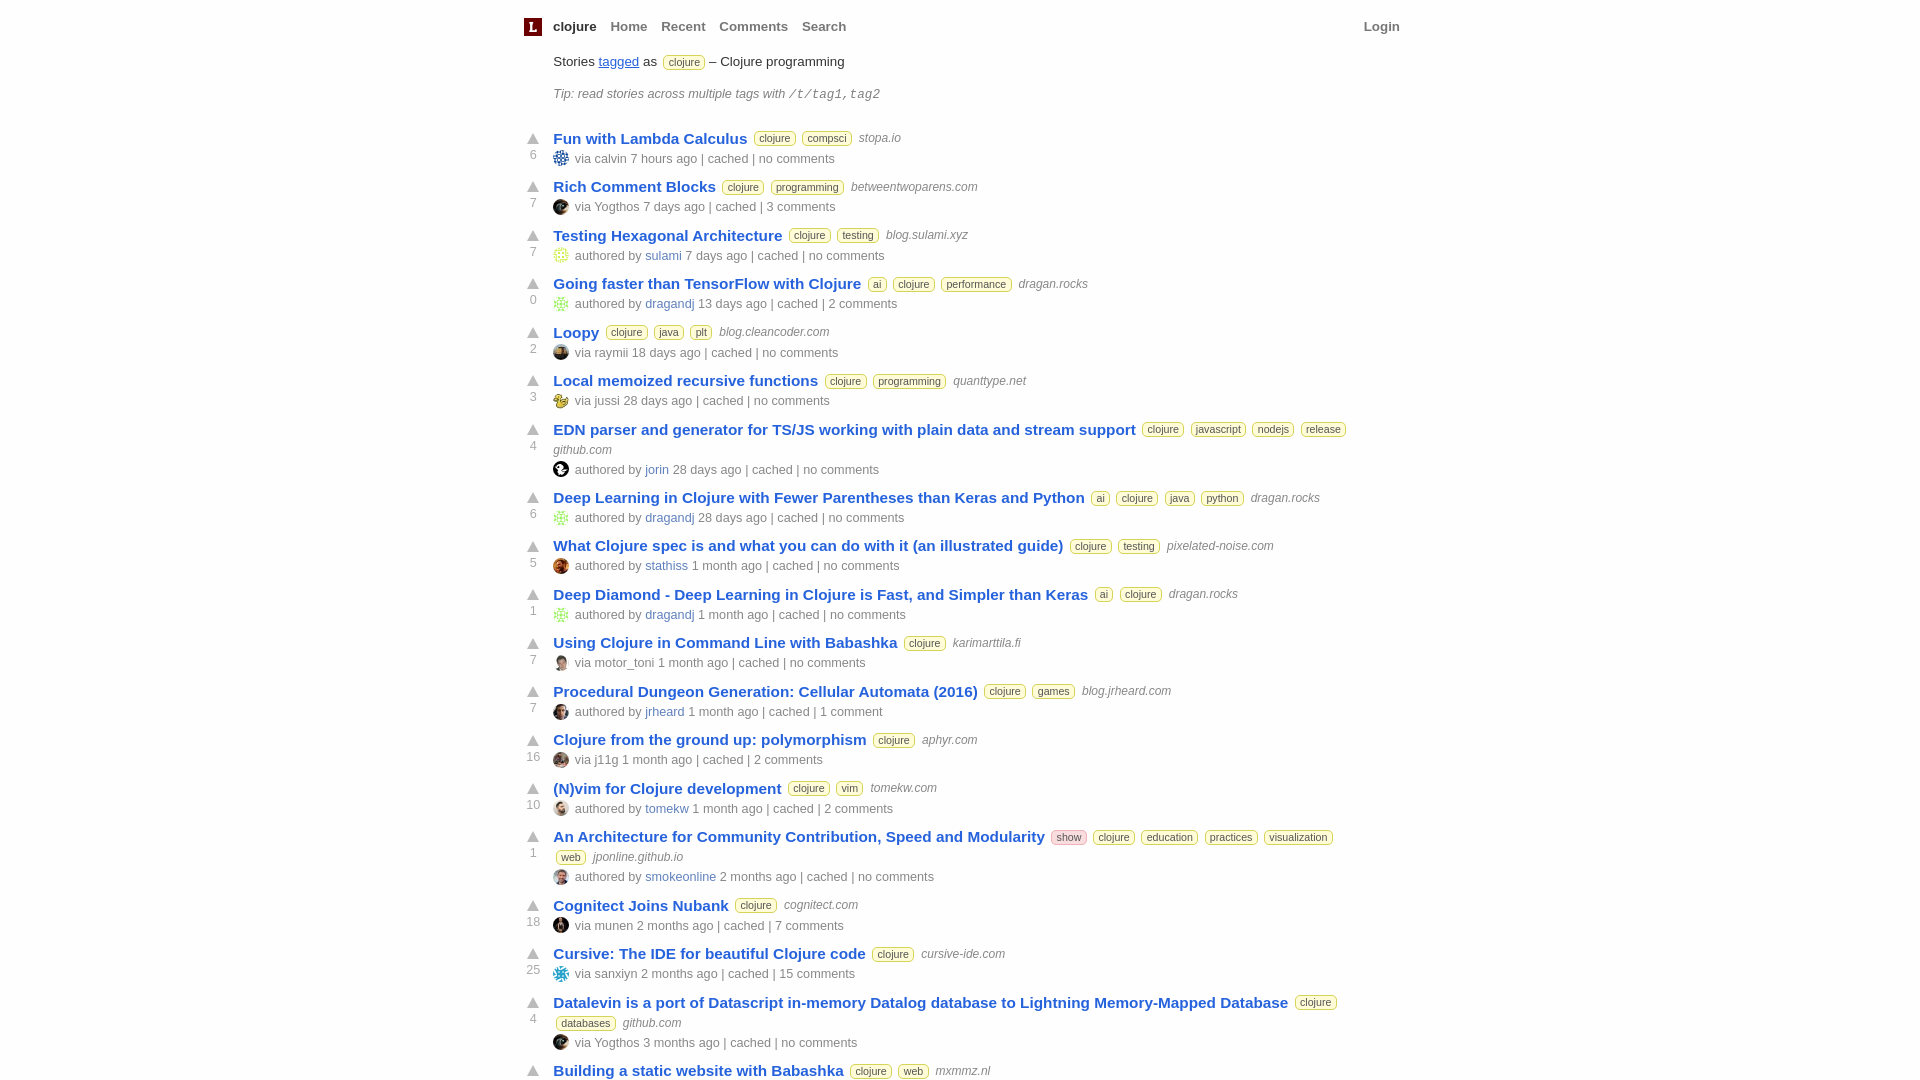 L clojure Home Recent Comments Search Login
Stories tagged as clojure – Clojure programming
Tip: read stories across multiple tags with /t/tag1,tag2
Fun with Lambda Calculus clojure compsci stopa.io
6 via calvin 7 hours ago | cached | no comments
Rich Comment Blocks clojure programming betweentwoparens.com
7 via Yogthos 7 days ago | cached | 3 comments
Testing Hexagonal Architecture clojure testing blog.sulami.xyz
7 authored by sulami 7 days ago | cached | no comments
Going faster than TensorFlow with Clojure ai clojure performance dragan.rocks
0 authored by dragandj 13 days ago | cached | 2 comments
Loopy clojure java plt blog.cleancoder.com
2 via raymii 18 days ago | cached | no comments
Local memoized recursive functions clojure programming quanttype.net
3 via jussi 28 days ago | cached | no comments
EDN parser and generator for TS/JS working with plain data and stream support clojure javascript nodejs release
4 github.com
authored by jorin 28 days ago | cached | no comments
Deep Learning in Clojure with Fewer Parentheses than Keras and Python ai clojure java python dragan.rocks
6 authored by dragandj 28 days ago | cached | no comments
What Clojure spec is and what you can do with it (an illustrated guide) clojure testing pixelated-noise.com
5 authored by stathiss 1 month ago | cached | no comments
Deep Diamond - Deep Learning in Clojure is Fast, and Simpler than Keras ai clojure dragan.rocks
1 authored by dragandj 1 month ago | cached | no comments
Using Clojure in Command Line with Babashka clojure karimarttila.fi
7 via motor_toni 1 month ago | cached | no comments
Procedural Dungeon Generation: Cellular Automata (2016) clojure games blog.jrheard.com
7 authored by jrheard 1 month ago | cached | 1 comment
Clojure from the ground up: polymorphism clojure aphyr.com
16 via j11g 1 month ago | cached | 2 comments
(N)vim for Clojure development clojure vim tomekw.com
10 authored by tomekw 1 month ago | cached | 2 comments
An Architecture for Community Contribution, Speed and Modularity show clojure education practices visualization
1 web jponline.github.io
authored by smokeonline 2 months ago | cached | no comments
Cognitect Joins Nubank clojure cognitect.com
18 via munen 2 months ago | cached | 7 comments
Cursive: The IDE for beautiful Clojure code clojure cursive-ide.com
25 via sanxiyn 2 months ago | cached | 15 comments
Datalevin is a port of Datascript in-memory Datalog database to Lightning Memory-Mapped Database clojure
4 databases github.com
via Yogthos 3 months ago | cached | no comments
Building a static website with Babashka clojure web mxmmz.nl